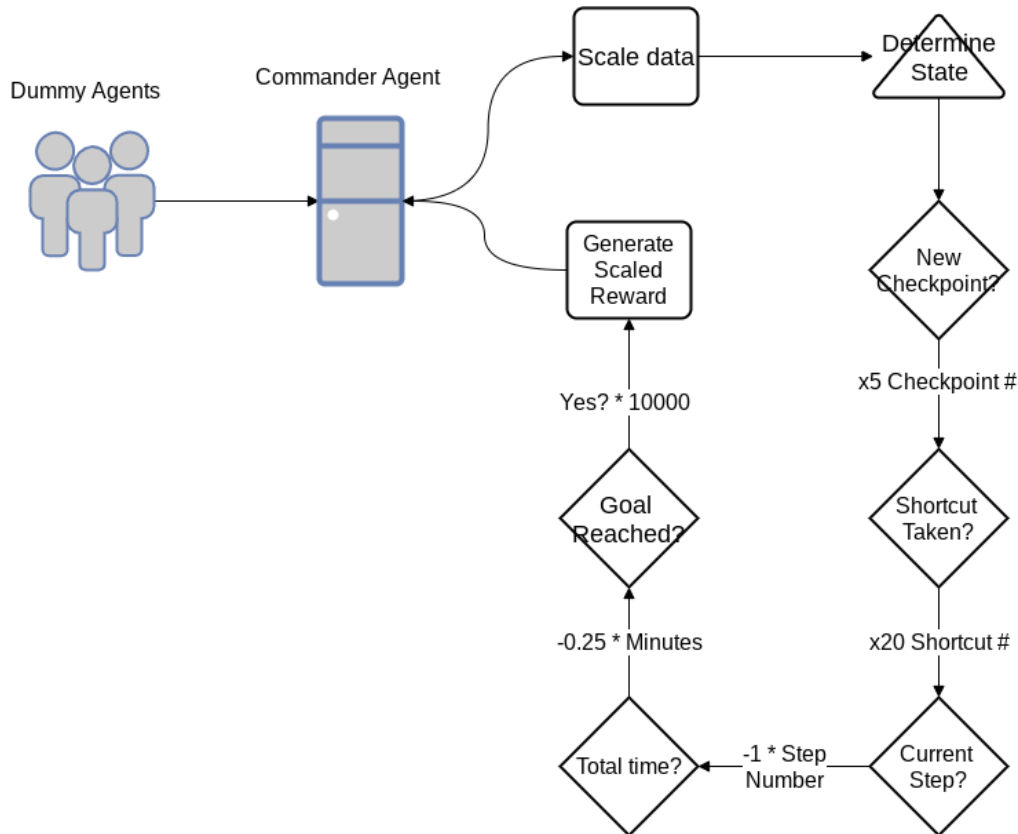 Dummy Agents
Commander Agent
Scale data
Determine
State
New
Checkpoint?
x5 Checkpoint #
Shortcut
Taken?
x20 Shortcut #
Current
Step?
-1 * Step
Number
Total time?
-0.25 * Minutes
Goal
Reached?
Yes? * 10000
Generate
Scaled
Reward